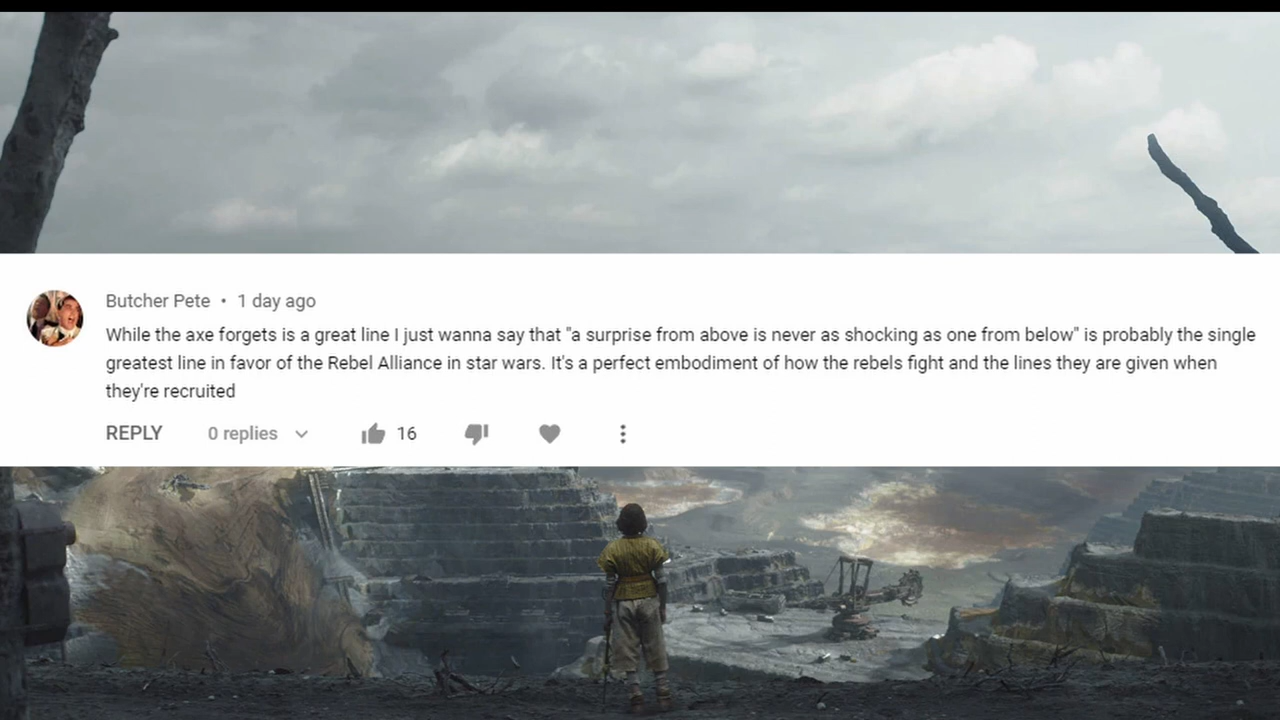 Butcher Pete • 1 day ago
While the axe forgets is a great line I just wanna say that "a surprise from above is never as shocking as one from below" is probably the single
greatest line in favor of the Rebel Alliance in star wars. It's a perfect embodiment of how the rebels fight and the lines they are given when
they're recruited
REPLY 0 replies 16